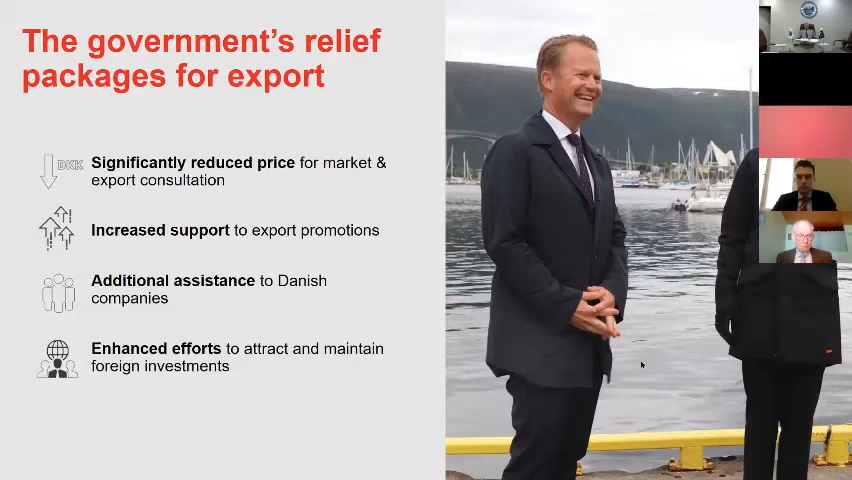 The government's relief
packages for export
DKK
Significantly reduced price for market &
export consultation
Increased support to export promotions
Additional assistance to Danish
companies
Enhanced efforts to attract and maintain
foreign investments